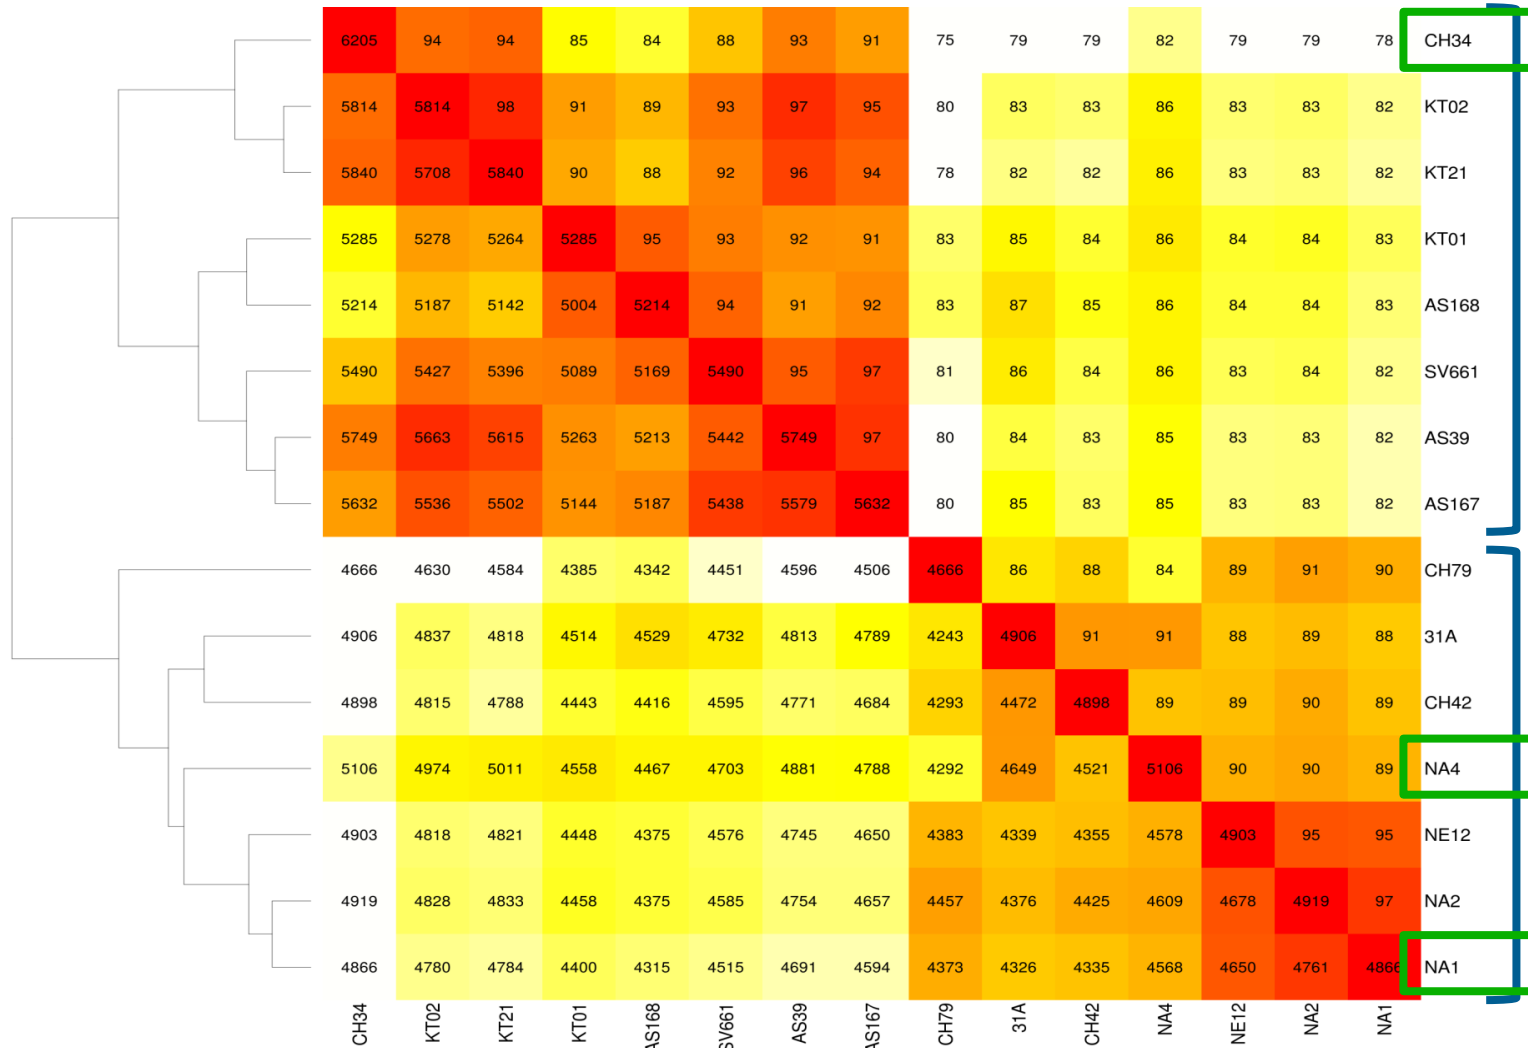 6205 94 94 85 84 88 93 91 75 79 79 82 79 79 78 CH34
5814 5814 98 91 89 93 97 95 80 83 83 86 83 83 82 KT02
5840 5708 5840 90 88 92 96 94 78 82 82 86 83 83 82 KT21
5285 5278 5264 5285 95 93 92 91 83 85 84 86 84 84 83 KT01
5214 5187 5142 5004 5214 94 91 92 83 87 85 86 84 84 83 AS168
5490 5427 5396 5089 5169 5490 95 97 81 86 84 86 83 84 82 SV661
5749 5663 5615 5263 5213 5442 5749 97 80 84 83 85 83 83 82 AS39
5632 5536 5502 5144 5187 5438 5579 5632 80 85 83 85 83 83 82 AS167
4666 4630 4584 4385 4342 4451 4596 4506 4666 86 88 84 89 91 90 CH79
4906 4837 4818 4514 4529 4732 4813 4789 4243 4906 91 91 88 89 88 31A
4898 4815 4788 4443 4416 4595 4771 4684 4293 4472 4898 89 89 90 89 CH42
5106 4974 5011 4558 4467 4703 4881 4788 4292 4649 4521 5106 90 90 89 NA4
4903 4818 4821 4448 4375 4576 4745 4650 4383 4339 4355 4578 4903 95 95 NE12
4919 4828 4833 4458 4375 4585 4754 4657 4457 4376 4425 4609 4678 4919 97 NA2
4866 4780 4784 4400 4315 4515 4691 4594 4373 4326 4335 4568 4650 4761 4866 NA1
CH34 KT02 KT21 KT01 AS168 SV661 AS39 AS167 CH79 31A CH42 NA4 NE12 NA2 NA1